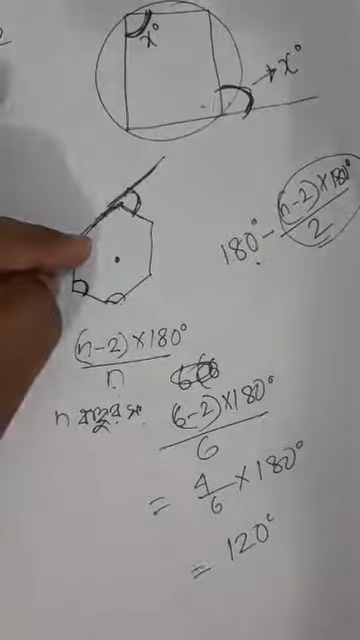 x°
x°
180° - (n-2)×180° / 2
(n-2)×180° / n
n
(6-2)×180° / 6
= 4/6 ×180°
= 120°